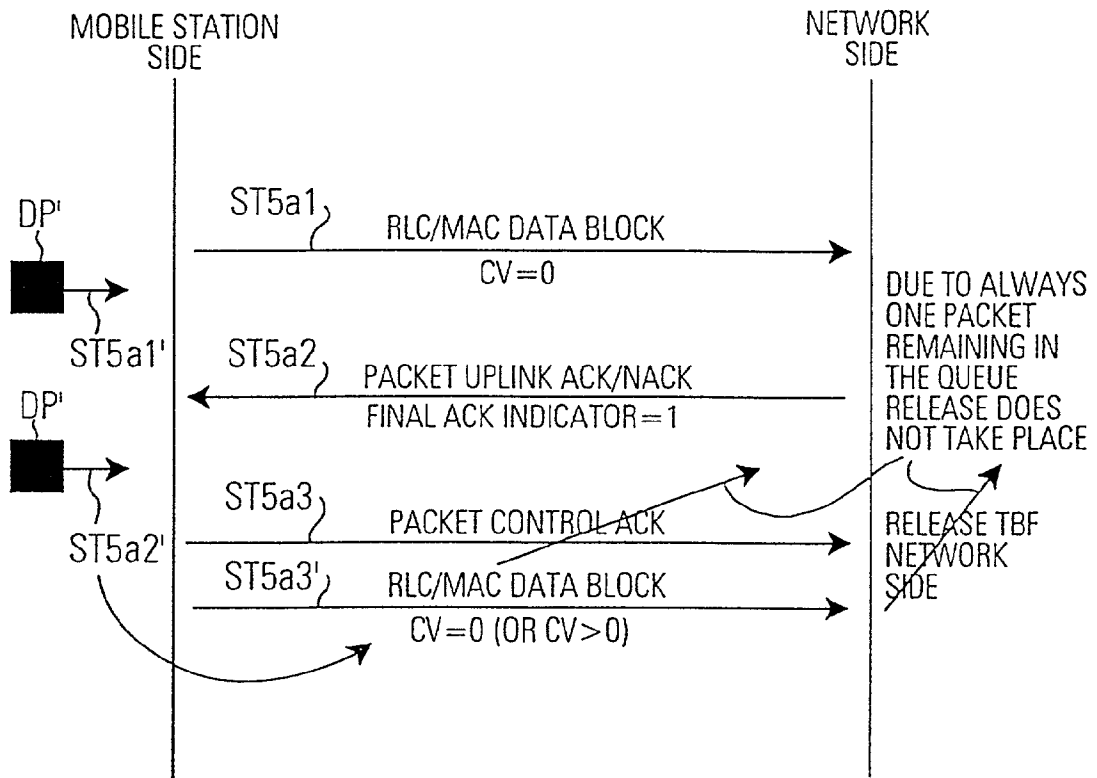 MOBILE STATION
SIDE
NETWORK
SIDE
DP'
ST5a1
RLC/MAC DATA BLOCK
CV=0
ST5a1'
DUE TO ALWAYS
ONE PACKET
REMAINING IN
THE QUEUE
RELEASE DOES
NOT TAKE PLACE
ST5a2
PACKET UPLINK ACK/NACK
FINAL ACK INDICATOR=1
DP'
ST5a2'
ST5a3
PACKET CONTROL ACK
RELEASE TBF
NETWORK
SIDE
ST5a3'
RLC/MAC DATA BLOCK
CV=0 (OR CV>0)